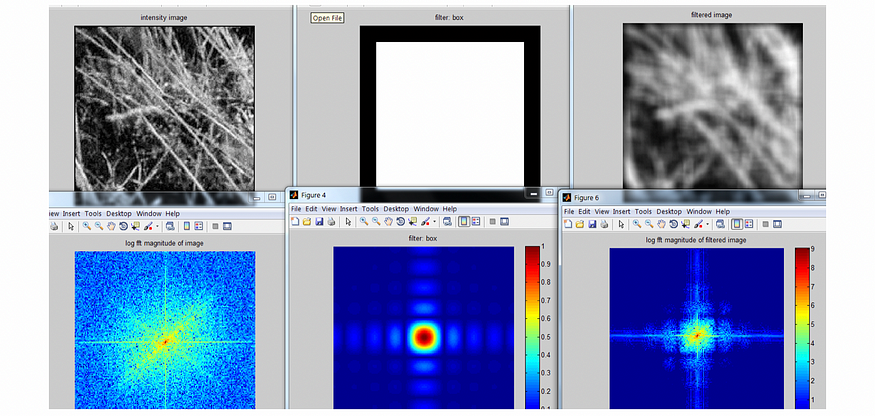 intensity image
Open File
filter: box
filtered image
Figure 4
Figure 6
Insert Tools Desktop Window Help
File Edit View Insert Tools Desktop Window Help
File Edit View Insert Tools Desktop Window Help
log fft magnitude of image
filter: box
log fft magnitude of filtered image
1
0.9
0.8
0.7
0.6
0.5
0.4
0.3
0.2
9
8
7
6
5
4
3
2
1